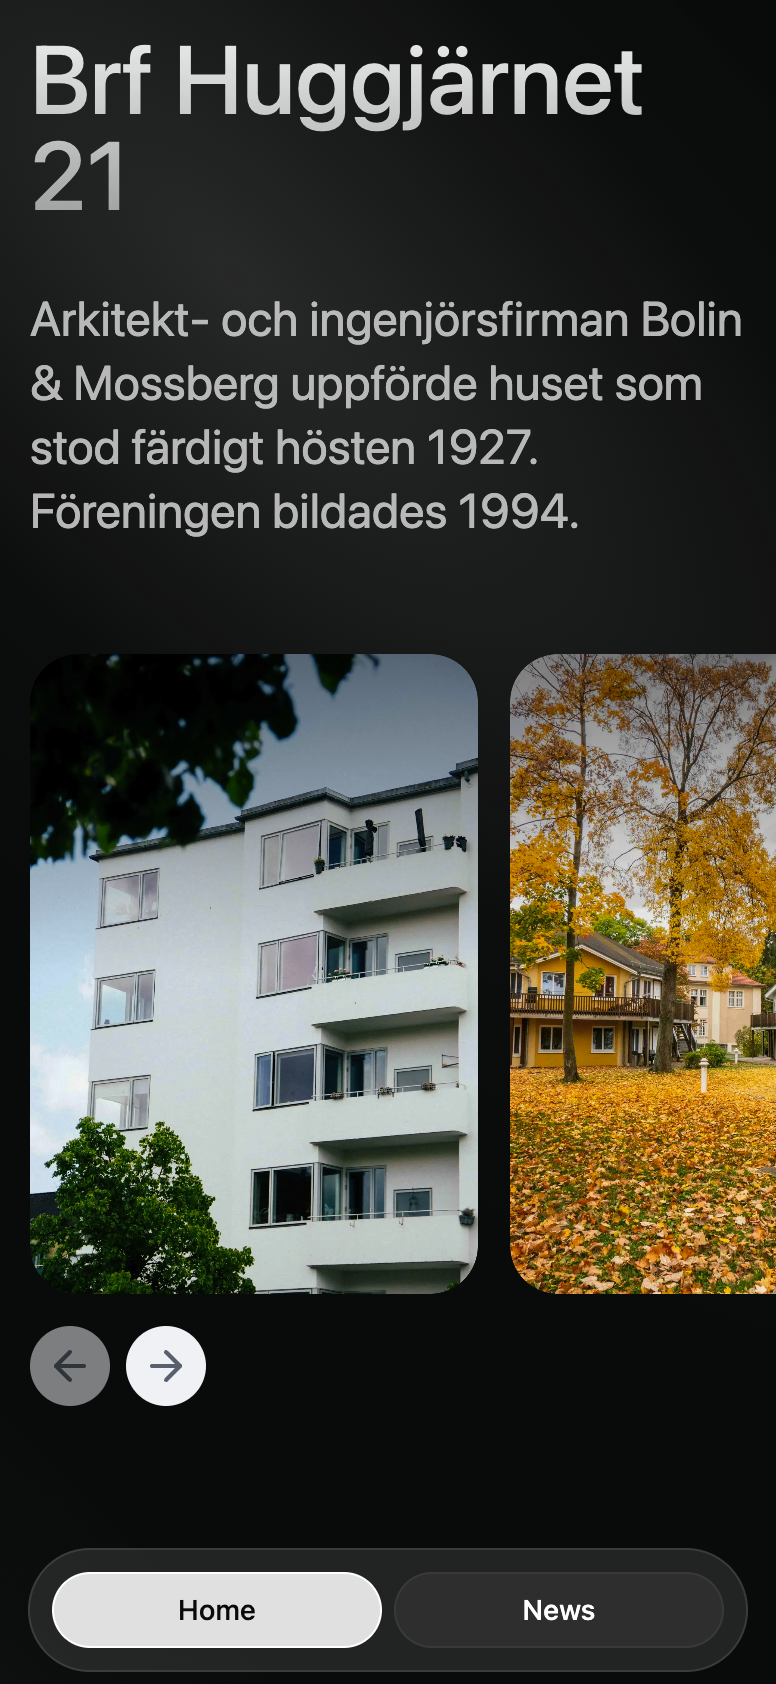 Brf Huggjärnet
21
Arkitekt- och ingenjörsfirman Bolin
& Mossberg uppförde huset som
stod färdigt hösten 1927.
Föreningen bildades 1994.
Home
News